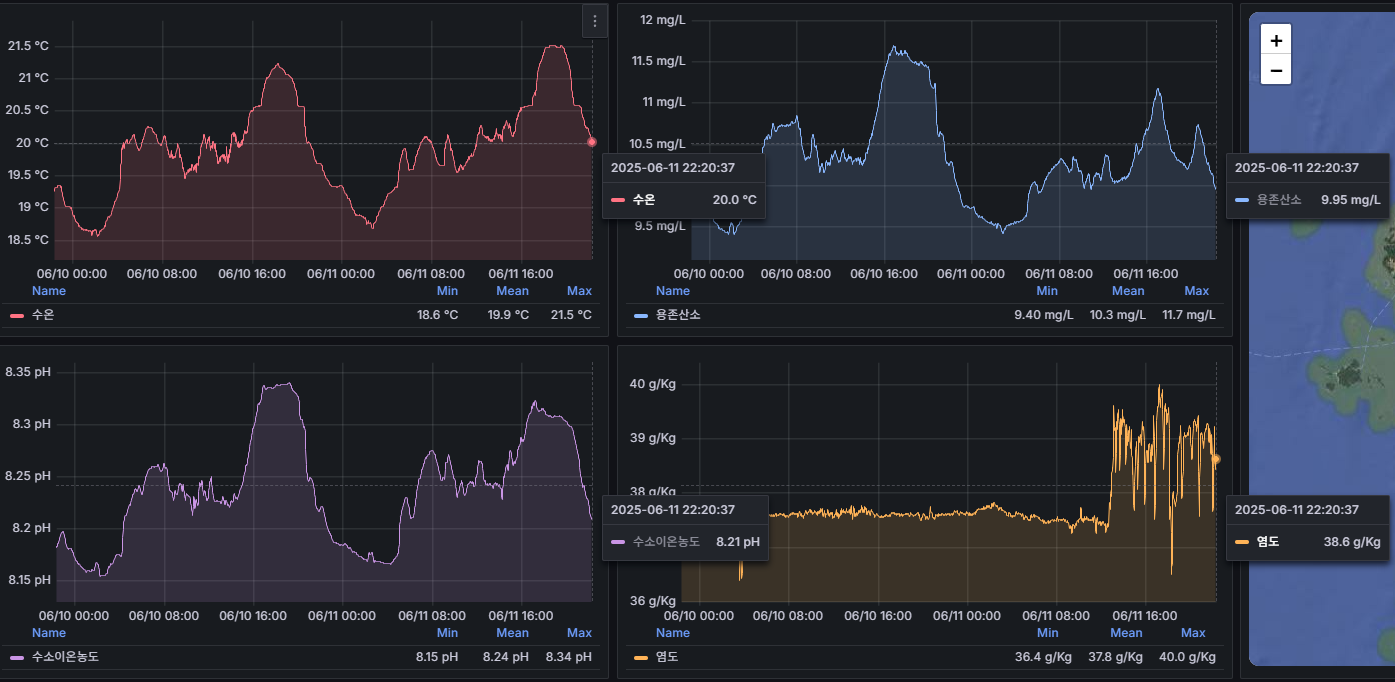 21.5 °C
21 °C
20.5 °C
20 °C
19.5 °C
19 °C
18.5 °C
06/10 00:00 06/10 08:00 06/10 16:00 06/11 00:00 06/11 08:00 06/11 16:00
Name Min Mean Max
수온 18.6 °C 19.9 °C 21.5 °C
2025-06-11 22:20:37
수온 20.0 °C
12 mg/L
11.5 mg/L
11 mg/L
10.5 mg/L
9.5 mg/L
06/10 00:00 06/10 08:00 06/10 16:00 06/11 00:00 06/11 08:00 06/11 16:00
Name Min Mean Max
용존산소 9.40 mg/L 10.3 mg/L 11.7 mg/L
2025-06-11 22:20:37
용존산소 9.95 mg/L
+
−
8.35 pH
8.3 pH
8.25 pH
8.2 pH
8.15 pH
06/10 00:00 06/10 08:00 06/10 16:00 06/11 00:00 06/11 08:00 06/11 16:00
Name Min Mean Max
수소이온농도 8.15 pH 8.24 pH 8.34 pH
2025-06-11 22:20:37
수소이온농도 8.21 pH
40 g/Kg
39 g/Kg
38 g/Kg
36 g/Kg
06/10 00:00 06/10 08:00 06/10 16:00 06/11 00:00 06/11 08:00 06/11 16:00
Name Min Mean Max
염도 36.4 g/Kg 37.8 g/Kg 40.0 g/Kg
2025-06-11 22:20:37
염도 38.6 g/Kg